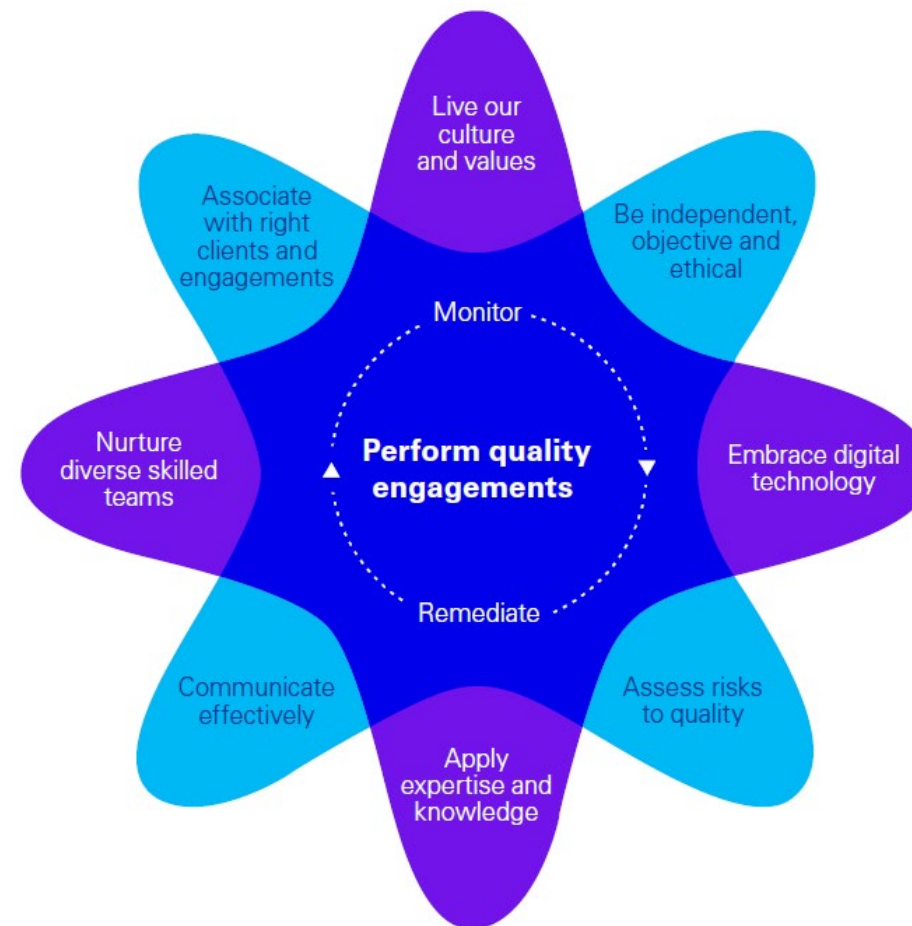 Live our
culture
and values
Be independent,
objective and
ethical
Embrace digital
technology
Assess risks
to quality
Apply
expertise and
knowledge
Communicate
effectively
Nurture
diverse skilled
teams
Associate
with right
clients and
engagements
Monitor
Perform quality
engagements
Remediate